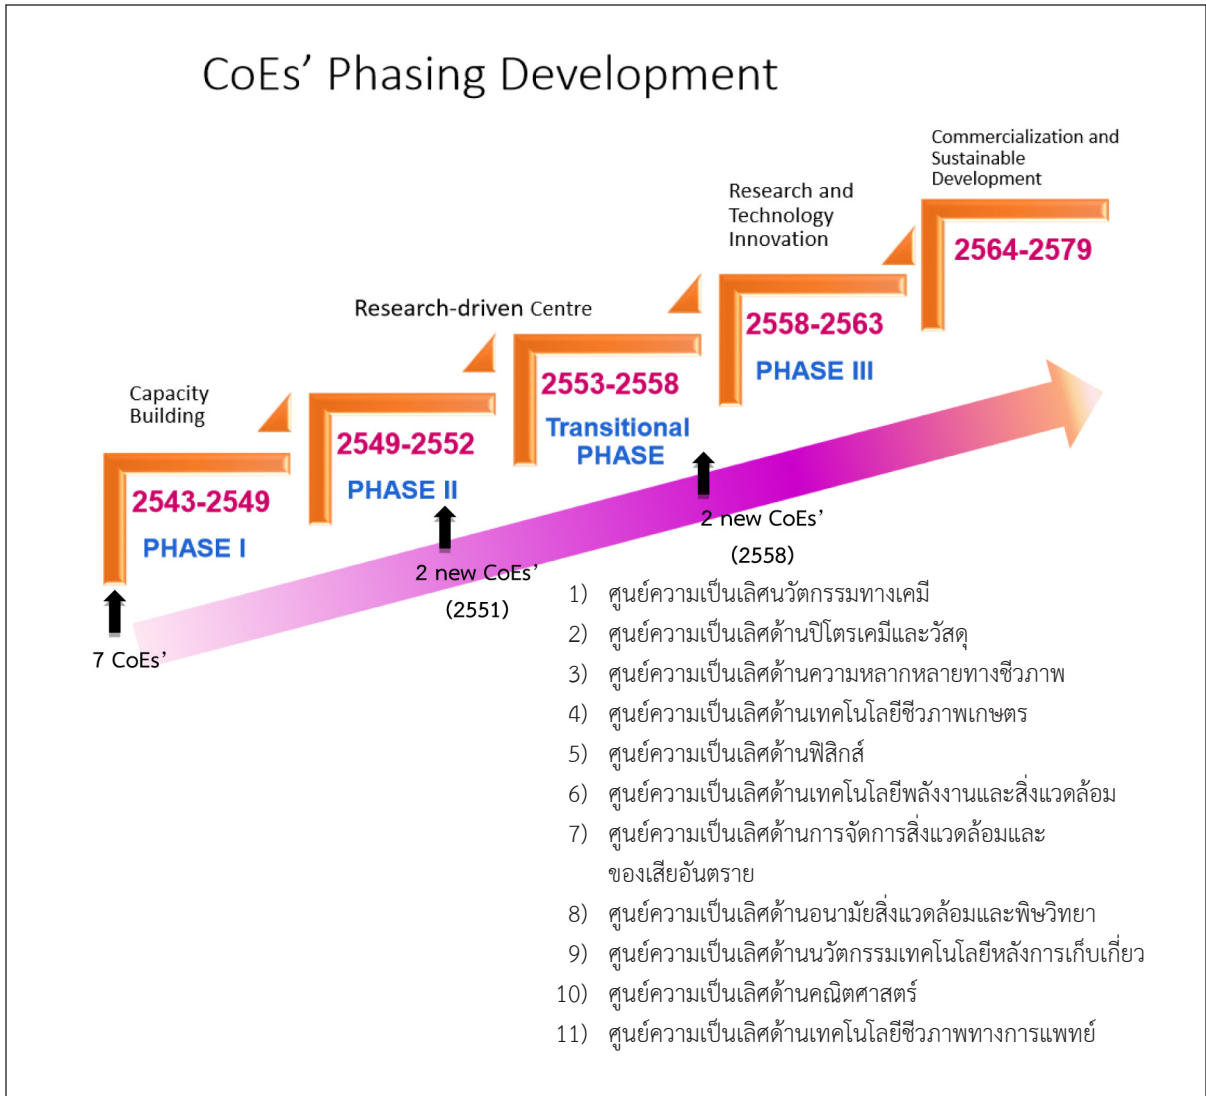 CoEs’ Phasing Development
Commercialization and
Sustainable
Development
2564-2579
Research and
Technology
Innovation
2558-2563
PHASE III
Research-driven Centre
2553-2558
Transitional
PHASE
Capacity
Building
2549-2552
PHASE II
2543-2549
PHASE I
7 CoEs’
2 new CoEs’
(2551)
2 new CoEs’
(2558)
1) ศูนย์ความเป็นเลิศนวัตกรรมทางเคมี
2) ศูนย์ความเป็นเลิศด้านปิโตรเคมีและวัสดุ
3) ศูนย์ความเป็นเลิศด้านความหลากหลายทางชีวภาพ
4) ศูนย์ความเป็นเลิศด้านเทคโนโลยีชีวภาพเกษตร
5) ศูนย์ความเป็นเลิศด้านฟิสิกส์
6) ศูนย์ความเป็นเลิศด้านเทคโนโลยีพลังงานและสิ่งแวดล้อม
7) ศูนย์ความเป็นเลิศด้านการจัดการสิ่งแวดล้อมและ
ของเสียอันตราย
8) ศูนย์ความเป็นเลิศด้านอนามัยสิ่งแวดล้อมและพิษวิทยา
9) ศูนย์ความเป็นเลิศด้านนวัตกรรมเทคโนโลยีหลังการเก็บเกี่ยว
10) ศูนย์ความเป็นเลิศด้านคณิตศาสตร์
11) ศูนย์ความเป็นเลิศด้านเทคโนโลยีชีวภาพทางการแพทย์